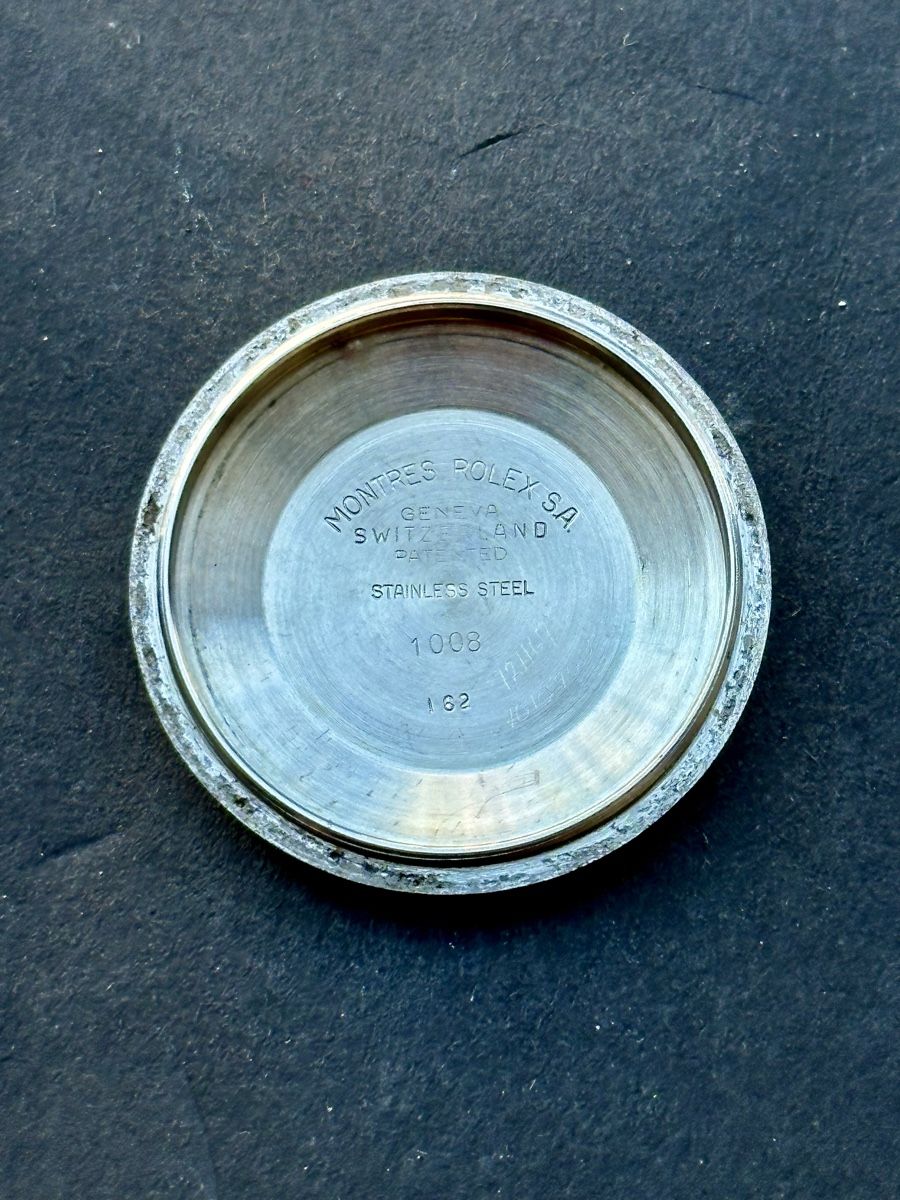 MONTRES ROLEX S.A.
GENEVA
SWITZERLAND
PATENTED
STAINLESS STEEL
1008
I 62